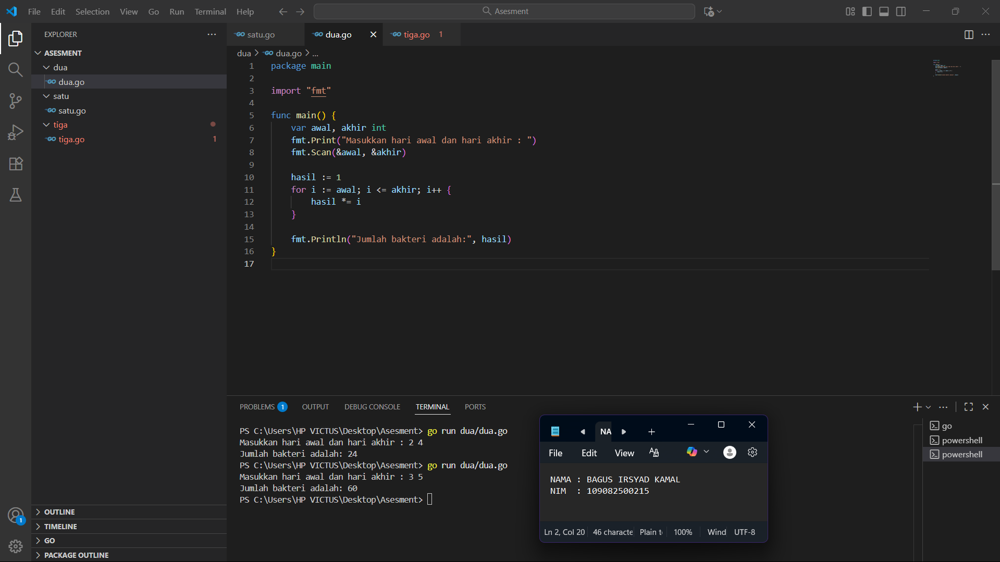 File Edit Selection View Go Run Terminal Help
Asesment
EXPLORER
ASESMENT
dua
dua.go
satu
satu.go
tiga
tiga.go 1
satu.go
dua.go
tiga.go 1
dua > dua.go > ...
1 package main
2
3 import "fmt"
4
5 func main() {
6 var awal, akhir int
7 fmt.Print("Masukkan hari awal dan hari akhir : ")
8 fmt.Scan(&awal, &akhir)
9
10 hasil := 1
11 for i := awal; i <= akhir; i++ {
12 hasil *= i
13 }
14
15 fmt.Println("Jumlah bakteri adalah:", hasil)
16 }
17
PROBLEMS 1 OUTPUT DEBUG CONSOLE TERMINAL PORTS
PS C:\Users\HP VICTUS\Desktop\Asesment> go run dua/dua.go
Masukkan hari awal dan hari akhir : 2 4
Jumlah bakteri adalah: 24
PS C:\Users\HP VICTUS\Desktop\Asesment> go run dua/dua.go
Masukkan hari awal dan hari akhir : 3 5
Jumlah bakteri adalah: 60
PS C:\Users\HP VICTUS\Desktop\Asesment>
go
powershell
powershell
NA
File Edit View
NAMA : BAGUS IRSYAD KAMAL
NIM : 109082500215
Ln 2, Col 20 46 characte Plain t 100% Wind UTF-8
1
OUTLINE
TIMELINE
GO
PACKAGE OUTLINE